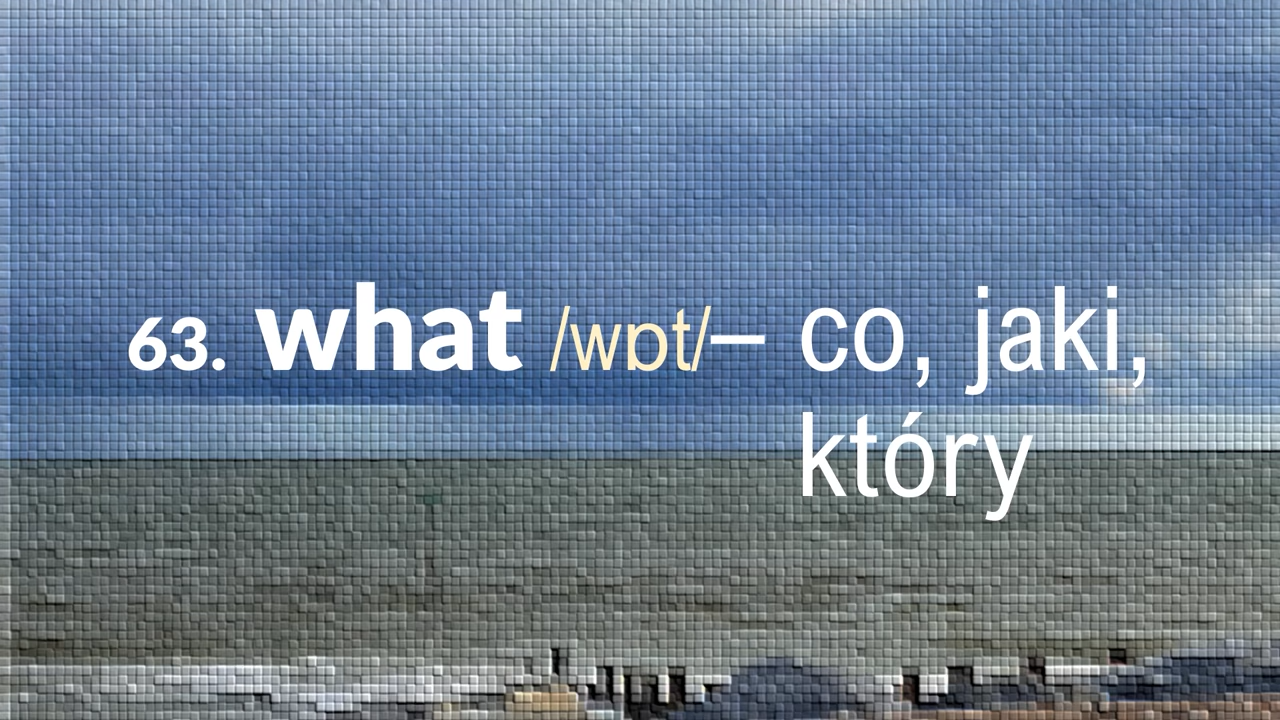 63. what /wɒt/– co, jaki,
który